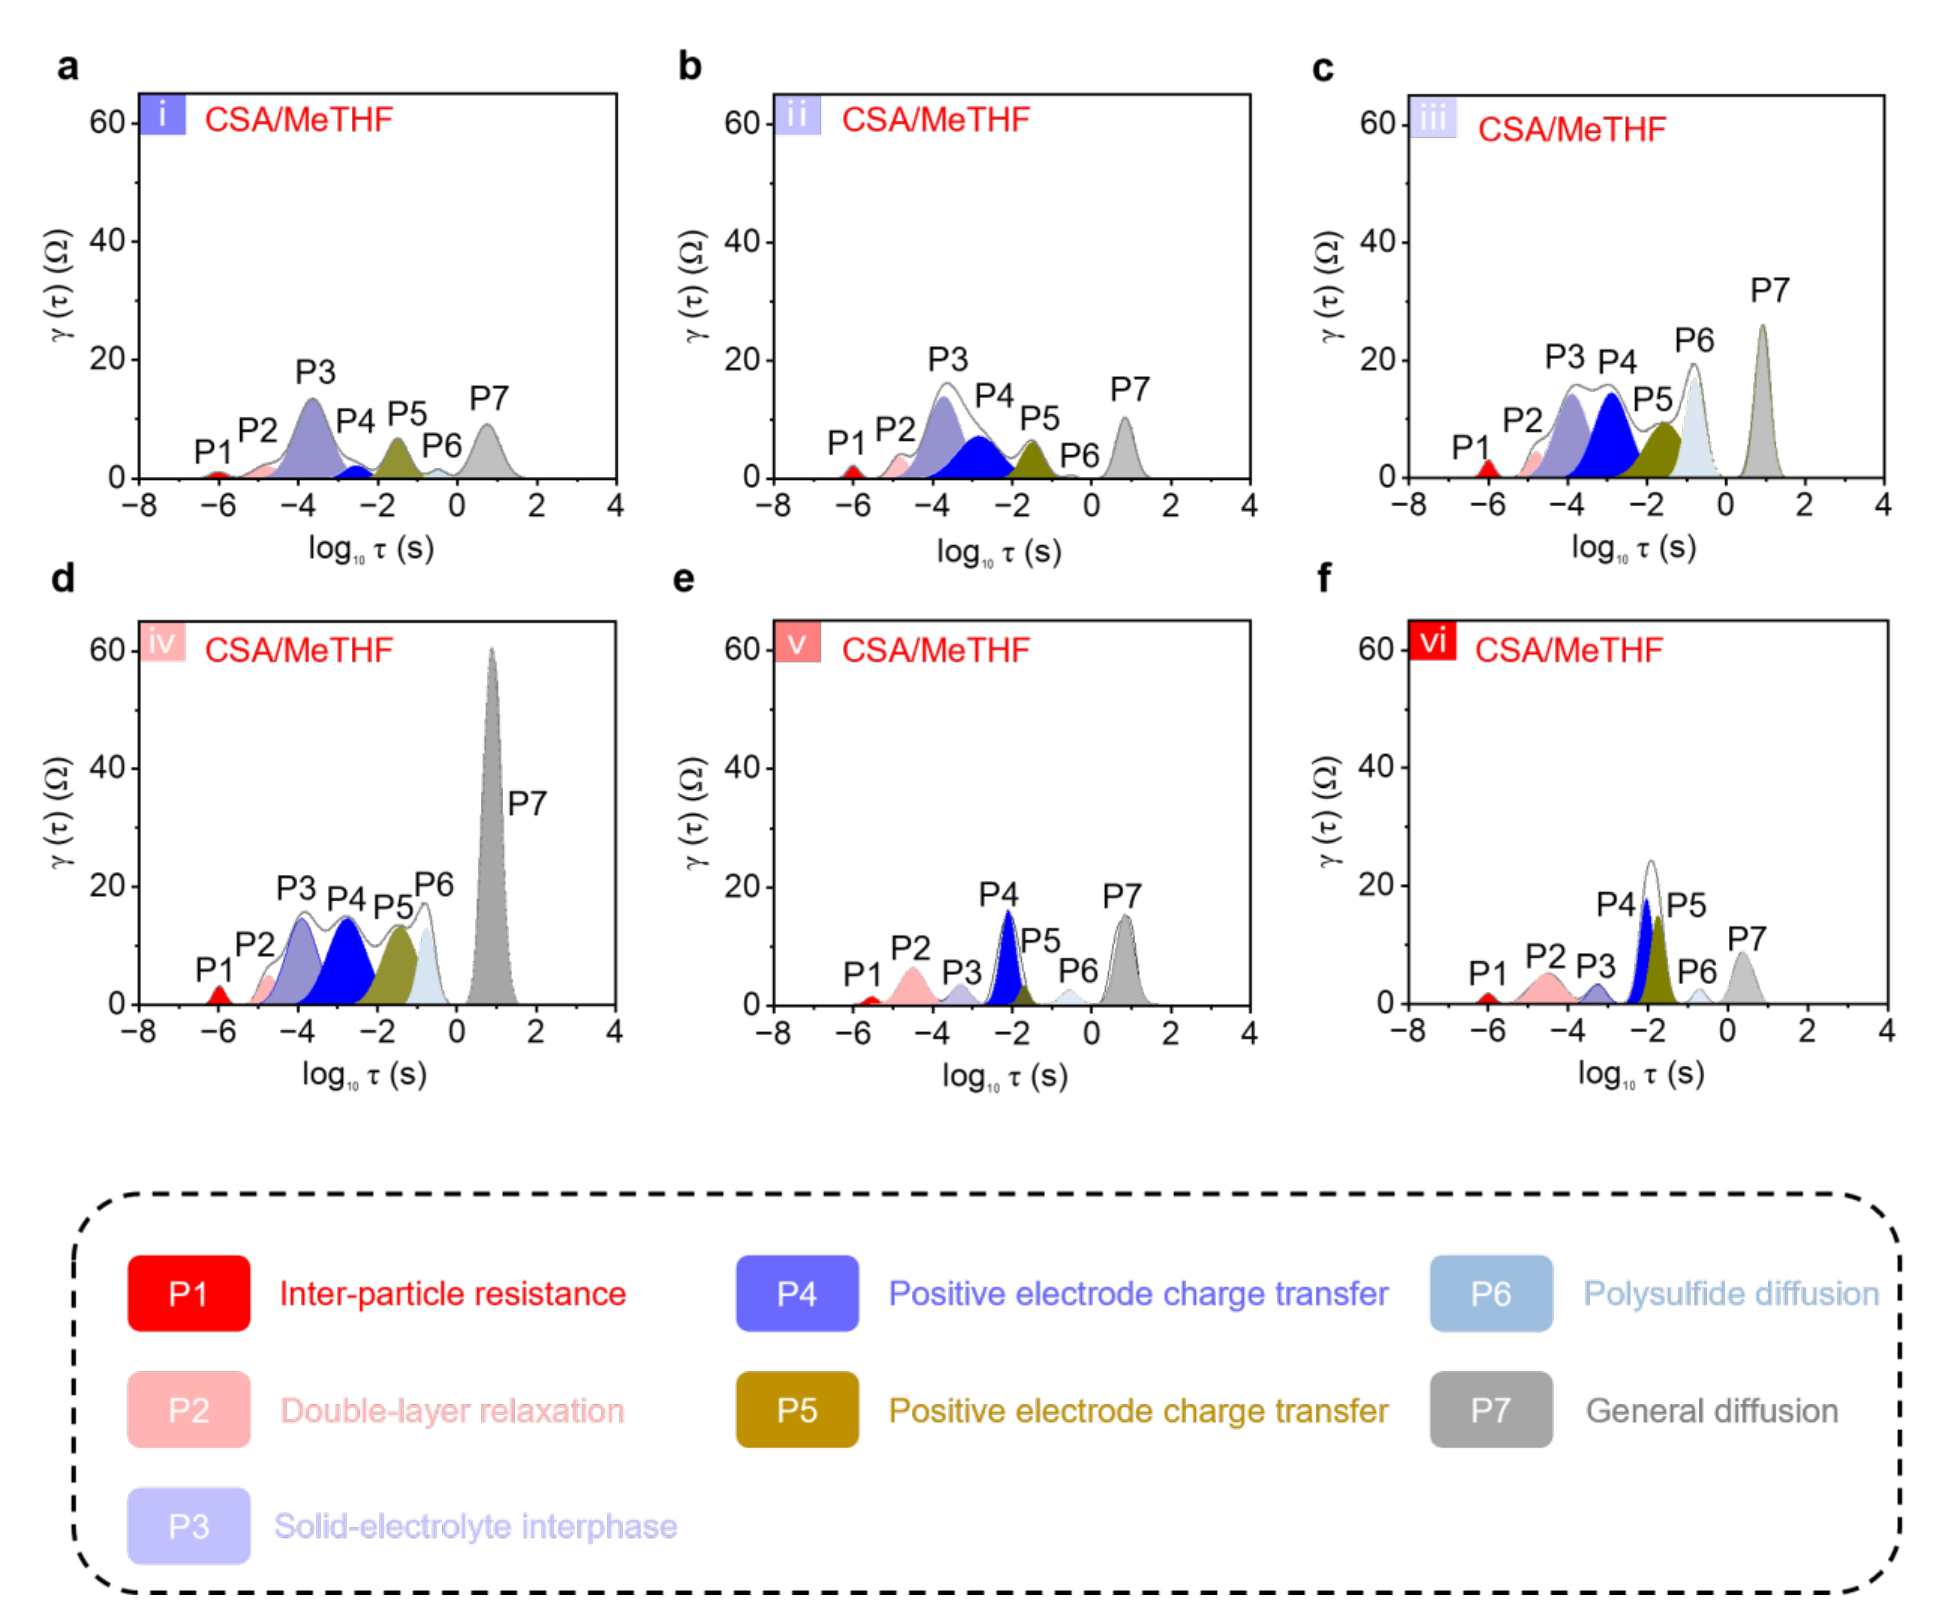 a
i CSA/MeTHF
60
40
20
0
γ (τ) (Ω)
P1 P2 P3 P4 P5 P6 P7
−8 −6 −4 −2 0 2 4
log₁₀ τ (s)
b
ii CSA/MeTHF
60
40
20
0
γ (τ) (Ω)
P1 P2 P3 P4 P5 P6 P7
−8 −6 −4 −2 0 2 4
log₁₀ τ (s)
c
iii CSA/MeTHF
60
40
20
0
γ (τ) (Ω)
P1 P2 P3 P4 P5 P6 P7
−8 −6 −4 −2 0 2 4
log₁₀ τ (s)
d
iv CSA/MeTHF
60
40
20
0
γ (τ) (Ω)
P1 P2 P3 P4 P5 P6 P7
−8 −6 −4 −2 0 2 4
log₁₀ τ (s)
e
v CSA/MeTHF
60
40
20
0
γ (τ) (Ω)
P1 P2 P3 P4 P5 P6 P7
−8 −6 −4 −2 0 2 4
log₁₀ τ (s)
f
vi CSA/MeTHF
60
40
20
0
γ (τ) (Ω)
P1 P2 P3 P4 P5 P6 P7
−8 −6 −4 −2 0 2 4
log₁₀ τ (s)
P1 Inter-particle resistance
P4 Positive electrode charge transfer
P6 Polysulfide diffusion
P2 Double-layer relaxation
P5 Positive electrode charge transfer
P7 General diffusion
P3 Solid-electrolyte interphase